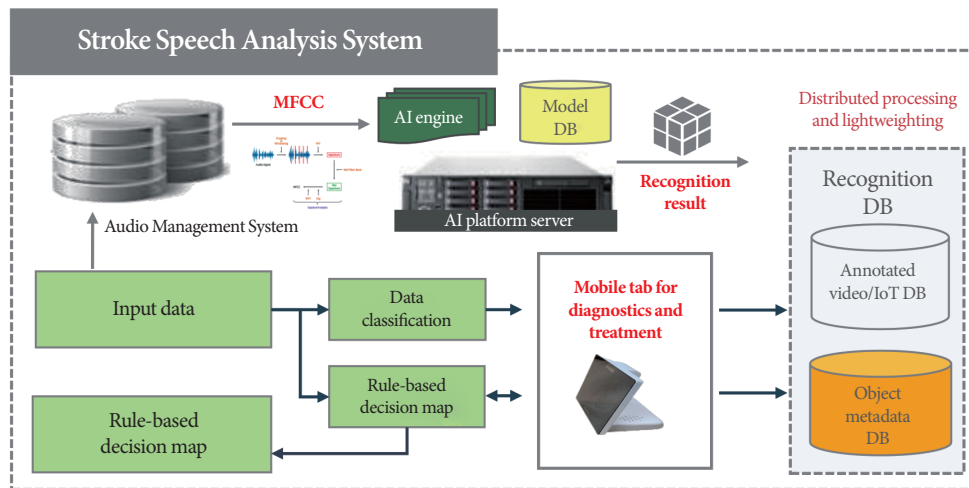 Stroke Speech Analysis System
MFCC
AI engine
Model
DB
Distributed processing
and lightweighting
Recognition
result
AI platform server
Audio Management System
Recognition
DB
Annotated
video/IoT DB
Object
metadata
DB
Input data
Data
classification
Mobile tab for
diagnostics and
treatment
Rule-based
decision map
Rule-based
decision map